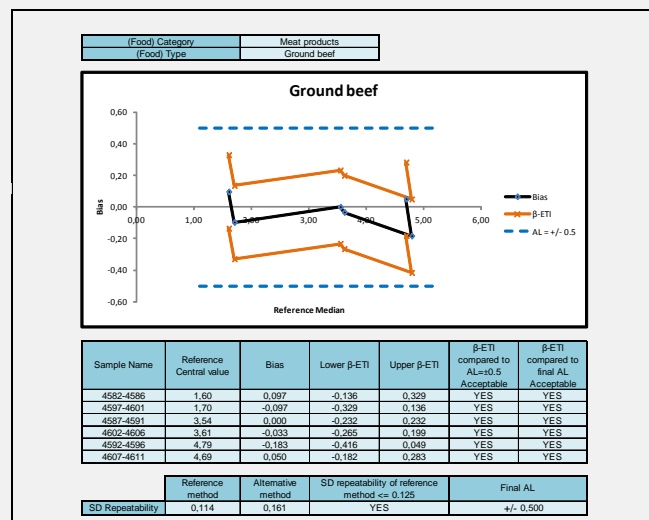 (Food) Category Meat products
(Food) Type Ground beef
Ground beef
0,60
0,40
0,20
0,00
-0,20
-0,40
-0,60
0,00 1,00 2,00 3,00 4,00 5,00 6,00
Bias
Reference Median
Bias
β-ETI
AL = +/- 0.5
Sample Name Reference Central value Bias Lower β-ETI Upper β-ETI β-ETI compared to AL=±0.5 Acceptable β-ETI compared to final AL Acceptable
4582-4586 1,60 0,097 -0,136 0,329 YES YES
4597-4601 1,70 -0,097 -0,329 0,136 YES YES
3587-4591 3,54 0,000 -0,232 0,232 YES YES
4602-4606 3,61 -0,033 -0,265 0,199 YES YES
4592-4596 4,79 -0,183 -0,416 0,049 YES YES
4607-4611 4,69 0,050 -0,182 0,283 YES YES
Reference method Alternative method SD repeatability of reference method <= 0.125 Final AL
SD Repeatability 0,114 0,161 YES +/- 0,500